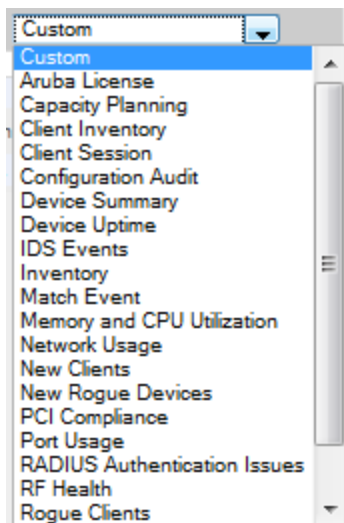 Custom
Custom
Aruba License
Capacity Planning
Client Inventory
Client Session
Configuration Audit
Device Summary
Device Uptime
IDS Events
Inventory
Match Event
Memory and CPU Utilization
Network Usage
New Clients
New Rogue Devices
PCI Compliance
Port Usage
RADIUS Authentication Issues
RF Health
Rogue Clients